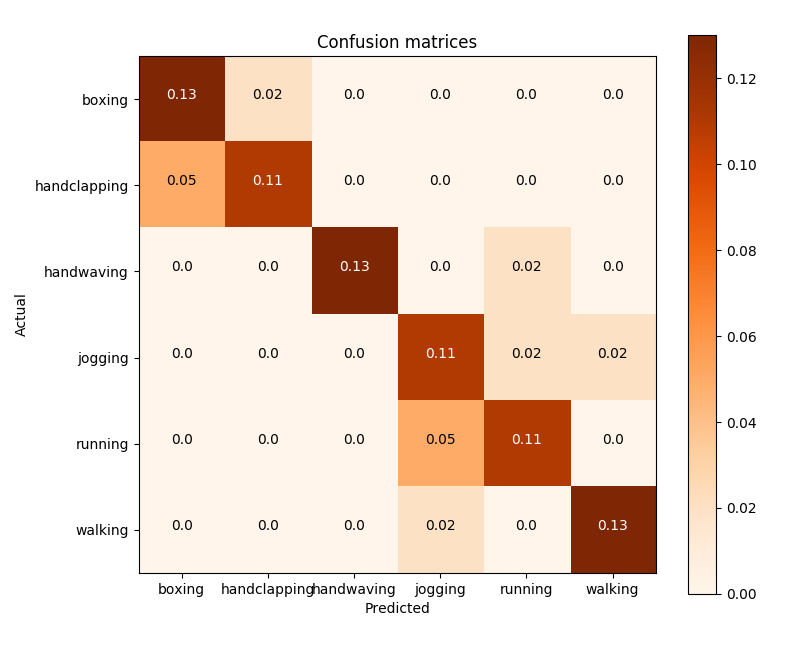 Confusion matrices
Actual
boxing 0.13 0.02 0.0 0.0 0.0 0.0
handclapping 0.05 0.11 0.0 0.0 0.0 0.0
handwaving 0.0 0.0 0.13 0.0 0.02 0.0
jogging 0.0 0.0 0.0 0.11 0.02 0.02
running 0.0 0.0 0.0 0.05 0.11 0.0
walking 0.0 0.0 0.0 0.02 0.0 0.13
boxing handclapping handwaving jogging running walking
Predicted
0.12
0.10
0.08
0.06
0.04
0.02
0.00